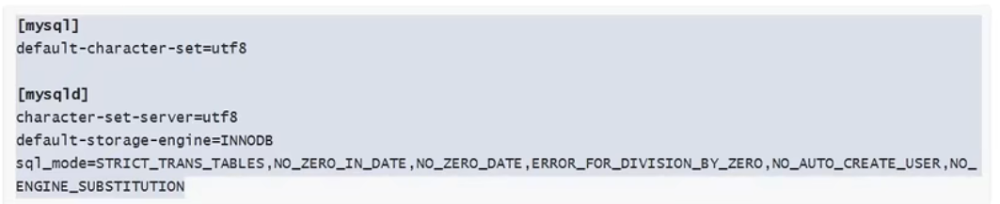 [mysql]
default-character-set=utf8
[mysqld]
character-set-server=utf8
default-storage-engine=INNODB
sql_mode=STRICT_TRANS_TABLES,NO_ZERO_IN_DATE,NO_ZERO_DATE,ERROR_FOR_DIVISION_BY_ZERO,NO_AUTO_CREATE_USER,NO_
ENGINE_SUBSTITUTION